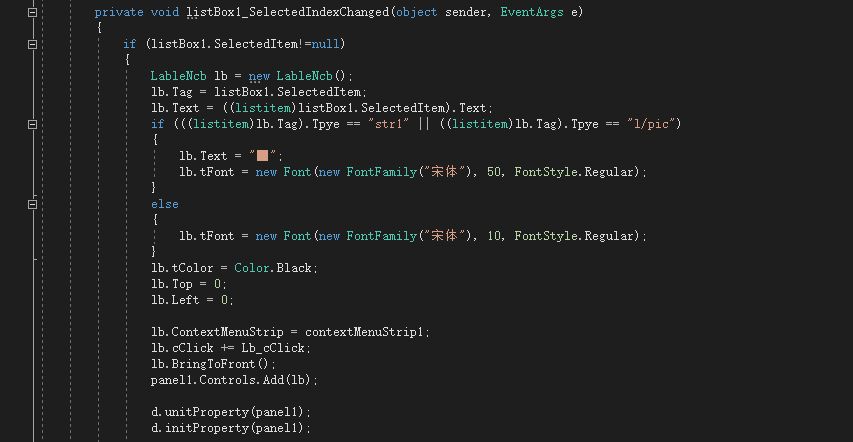 private void listBox1_SelectedIndexChanged(object sender, EventArgs e)
{
if (listBox1.SelectedItem!=null)
{
LableNcb lb = new LableNcb();
lb.Tag = listBox1.SelectedItem;
lb.Text = ((listitem)listBox1.SelectedItem).Text;
if (((listitem)lb.Tag).Tpye == "str1" || ((listitem)lb.Tag).Tpye == "1/pic")
{
lb.Text = "■";
lb.tFont = new Font(new FontFamily("宋体"), 50, FontStyle.Regular);
}
else
{
lb.tFont = new Font(new FontFamily("宋体"), 10, FontStyle.Regular);
}
lb.tColor = Color.Black;
lb.Top = 0;
lb.Left = 0;
lb.ContextMenuStrip = contextMenuStrip1;
lb.cClick += Lb_cClick;
lb.BringToFront();
panel1.Controls.Add(lb);
d.unitProperty(panel1);
d.initProperty(panel1);